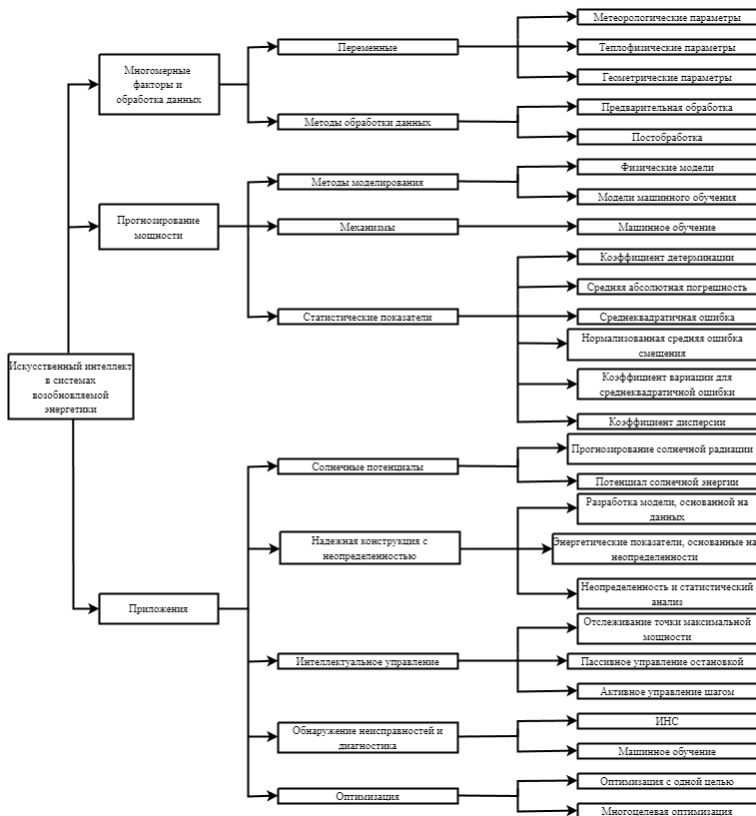 Искусственный интеллект
в системах
возобновляемой
энергетики
Многомерные
факторы и
обработка данных
Переменные
Метеорологические параметры
Теплофизические параметры
Геометрические параметры
Методы обработки данных
Предварительная обработка
Постобработка
Прогнозирование
мощности
Методы моделирования
Физические модели
Модели машинного обучения
Механизмы
Машинное обучение
Статистические показатели
Коэффициент детерминации
Средняя абсолютная погрешность
Среднеквадратичная ошибка
Нормализованная средняя ошибка
смещения
Коэффициент вариации для
среднеквадратичной ошибки
Коэффициент дисперсии
Приложения
Солнечные потенциалы
Прогнозирование солнечной радиации
Потенциал солнечной энергии
Надежная конструкция с
неопределенностью
Разработка модели, основанной на
данных
Энергетические показатели, основанные на
неопределенности
Неопределенность и статистический
анализ
Интеллектуальное управление
Отслеживание точки максимальной
мощности
Пассивное управление остановкой
Активное управление шагом
Обнаружение неисправностей и
диагностика
ИНС
Машинное обучение
Оптимизация
Оптимизация с одной целью
Многоцелевая оптимизация